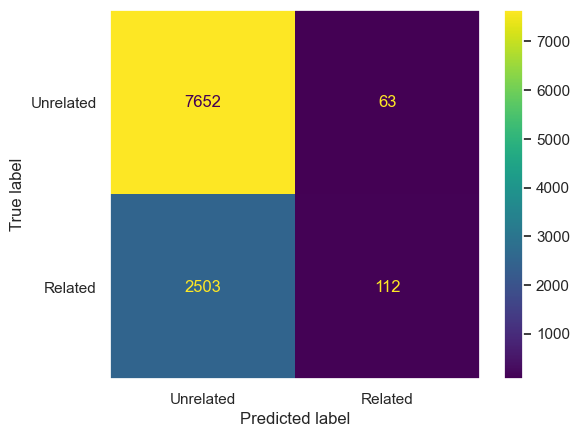 7000
6000
5000
4000
3000
2000
1000
Unrelated
Related
True label
7652
63
2503
112
Unrelated
Related
Predicted label